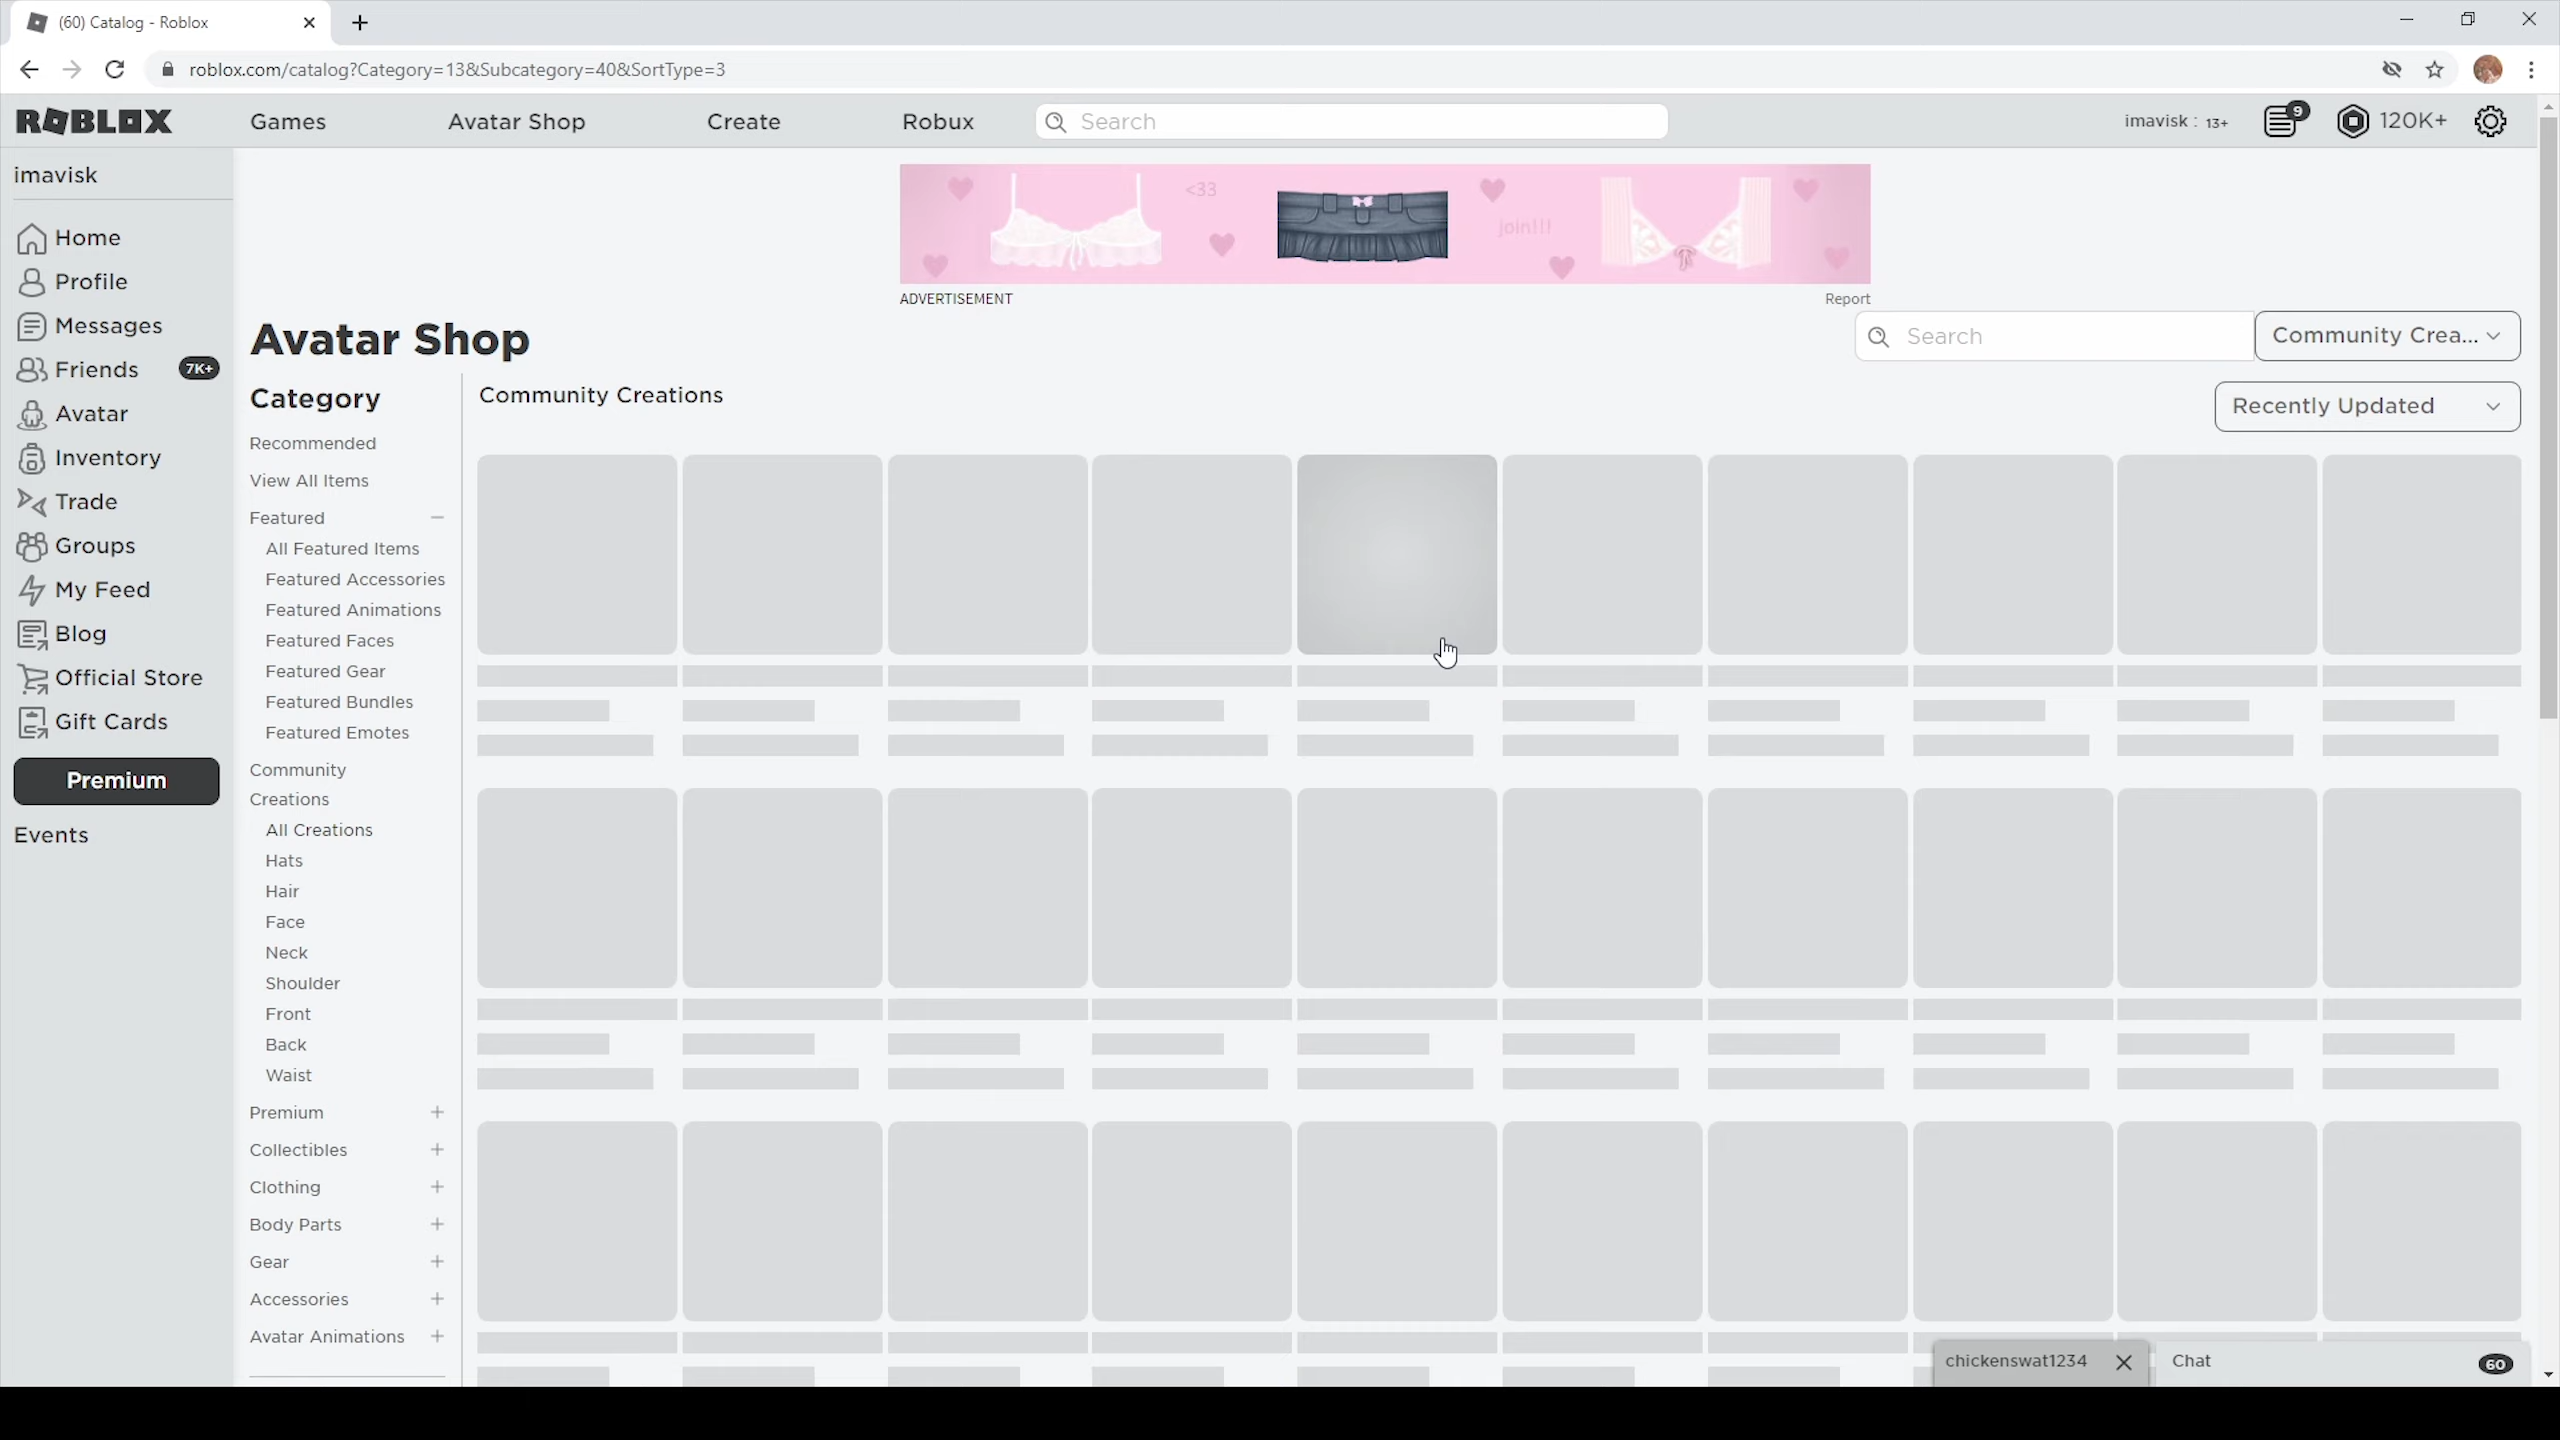 (60) Catalog - Roblox
roblox.com/catalog?Category=13&Subcategory=40&SortType=3
ROBLOX
Games
Avatar Shop
Create
Robux
Search
imavisk : 13+
9
120K+
imavisk
Home
Profile
Messages
Friends
7K+
Avatar
Inventory
Trade
Groups
My Feed
Blog
Official Store
Gift Cards
Premium
Events
<33
join!!!
ADVERTISEMENT
Report
Avatar Shop
Search
Community Crea...
Category
Recommended
View All Items
Featured
All Featured Items
Featured Accessories
Featured Animations
Featured Faces
Featured Gear
Featured Bundles
Featured Emotes
Community
Creations
All Creations
Hats
Hair
Face
Neck
Shoulder
Front
Back
Waist
Premium
Collectibles
Clothing
Body Parts
Gear
Accessories
Avatar Animations
Community Creations
Recently Updated
chickenswat1234
Chat
60